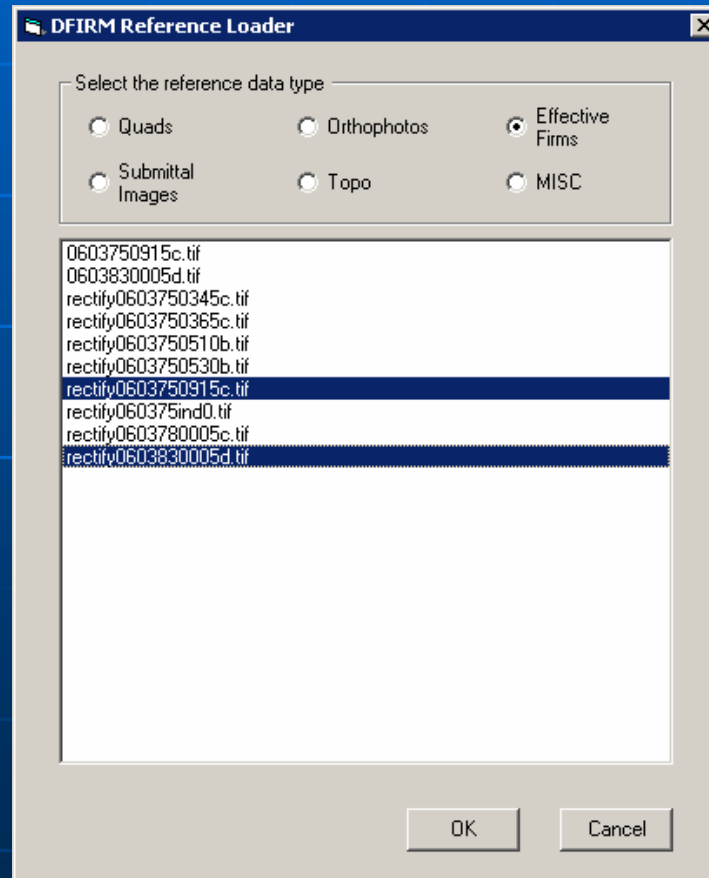 DFIRM Reference Loader
Select the reference data type
Quads
Orthophotos
Effective
Firms
Submittal
Images
Topo
MISC
0603750915c.tif
0603830005d.tif
rectify0603750345c.tif
rectify0603750365c.tif
rectify0603750510b.tif
rectify0603750530b.tif
rectify0603750915c.tif
rectify060375ind0.tif
rectify0603780005c.tif
rectify0603830005d.tif
OK
Cancel